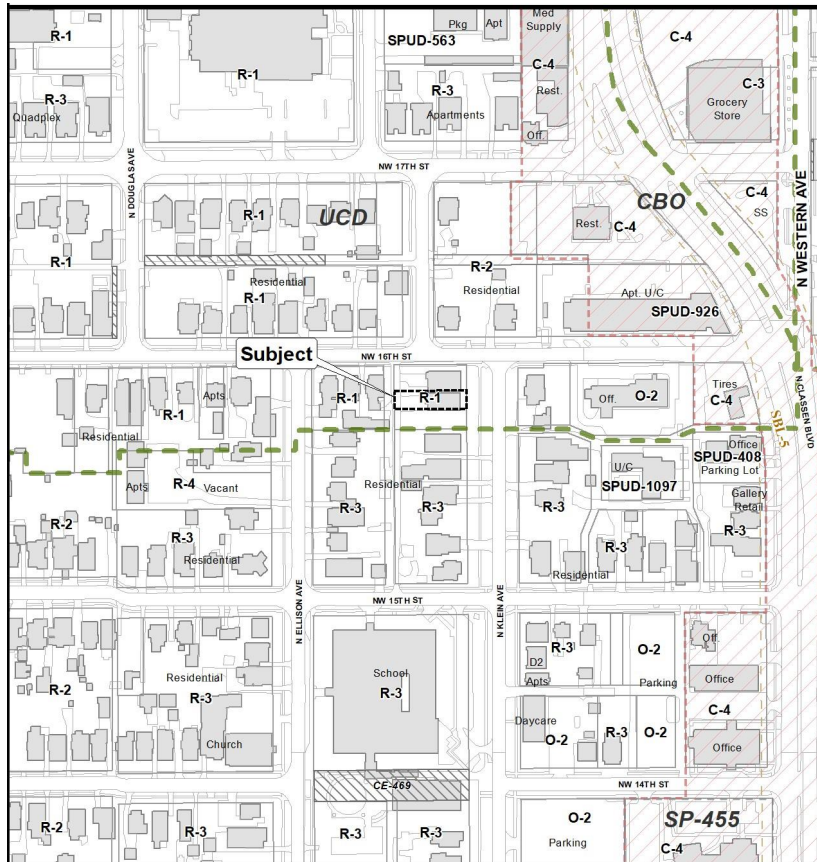 R-1
R-1
SPUD-563
Pkg
Apt
Med
Supply
C-4
C-4
R-3
Quadplex
R-3
Apartments
Rest.
Off.
C-3
Grocery
Store
N DOUGLAS AVE
NW 17TH ST
R-1
R-1
UCD
Rest.
C-4
CBO
C-4
SS
N WESTERN AVE
Residential
R-1
R-2
Residential
Apt. U/C
SPUD-926
Subject
NW 16TH ST
R-1
Residential
Apts.
R-1
R-1
Off.
O-2
Tires
C-4
SBL-5
N CLASSEN BLVD
Apts
R-4
Vacant
Residential
R-3
R-3
R-3
U/C
SPUD-1097
Office
SPUD-408
Parking Lot
Gallery
Retail
R-3
R-2
R-3
Residential
R-3
Residential
N ELLISON AVE
NW 15TH ST
N KLEIN AVE
R-2
Residential
R-3
Church
School
R-3
D2
Apts
R-3
O-2
Parking
Off
Office
C-4
Office
Daycare
O-2
R-3
O-2
CE-469
NW 14TH ST
R-2
R-3
R-3
R-3
O-2
Parking
SP-455
C-4